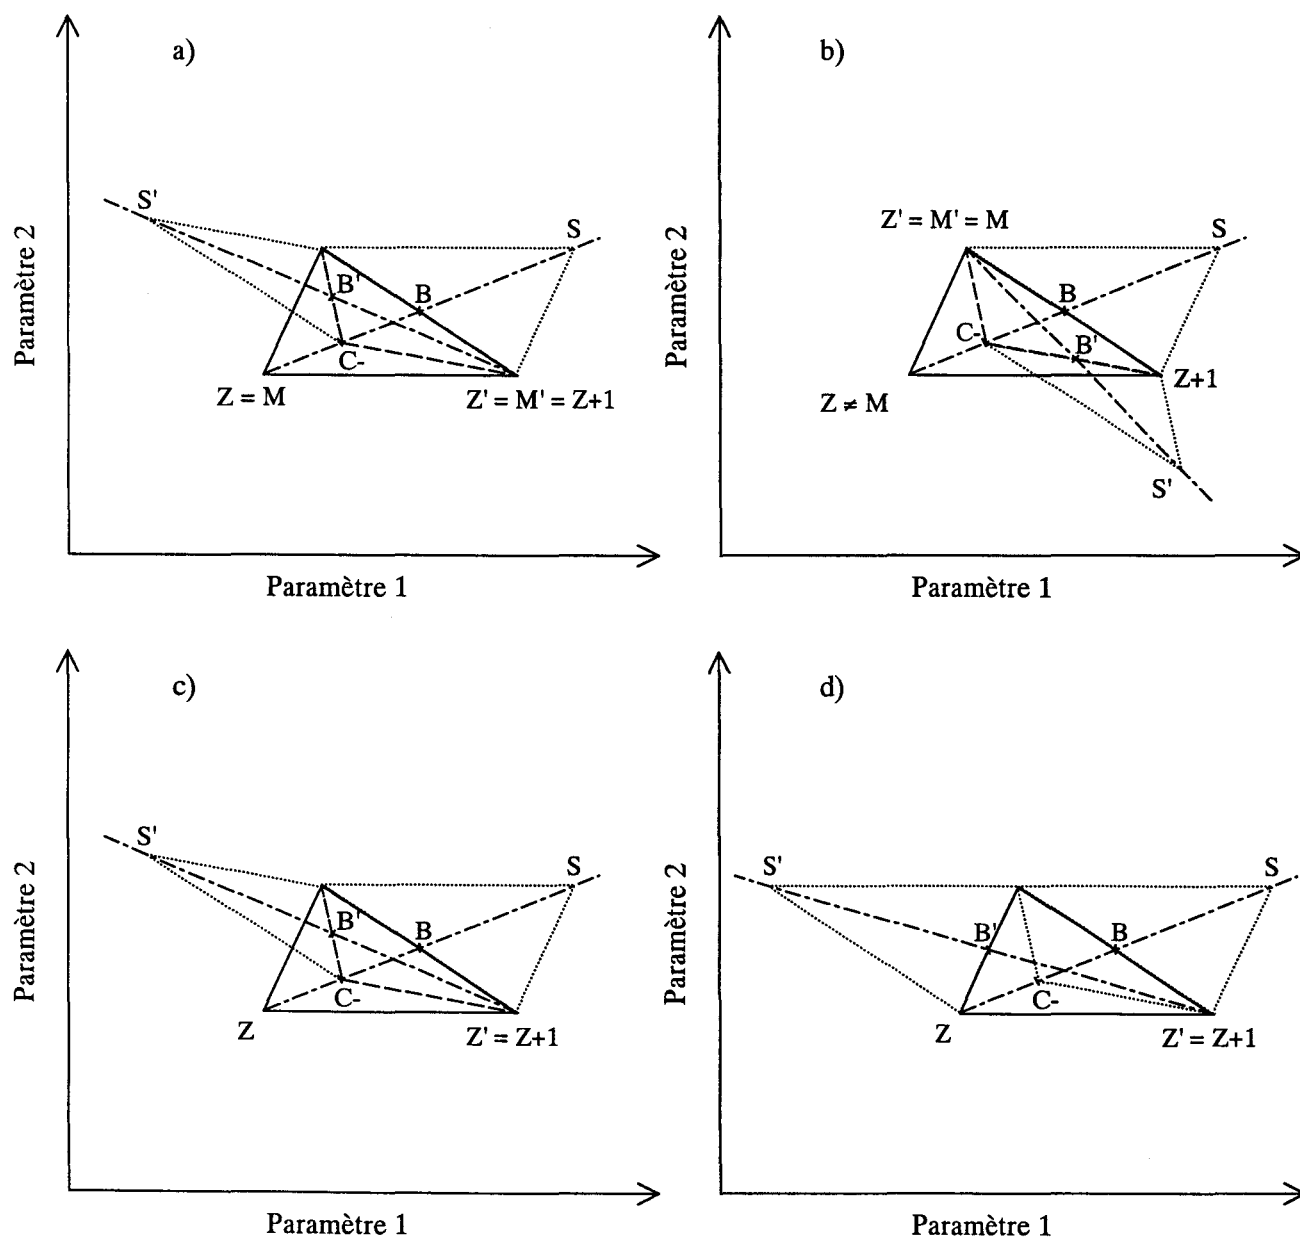 a)
S'
S
B'
B
C-
Z = M
Z' = M' = Z+1
Paramètre 2
Paramètre 1
b)
Z' = M' = M
S
B
C-
B'
Z+1
Z ≠ M
S'
Paramètre 2
Paramètre 1
c)
S'
S
B'
B
C-
Z
Z' = Z+1
Paramètre 2
Paramètre 1
d)
S'
S
B'
B
C-
Z
Z' = Z+1
Paramètre 2
Paramètre 1